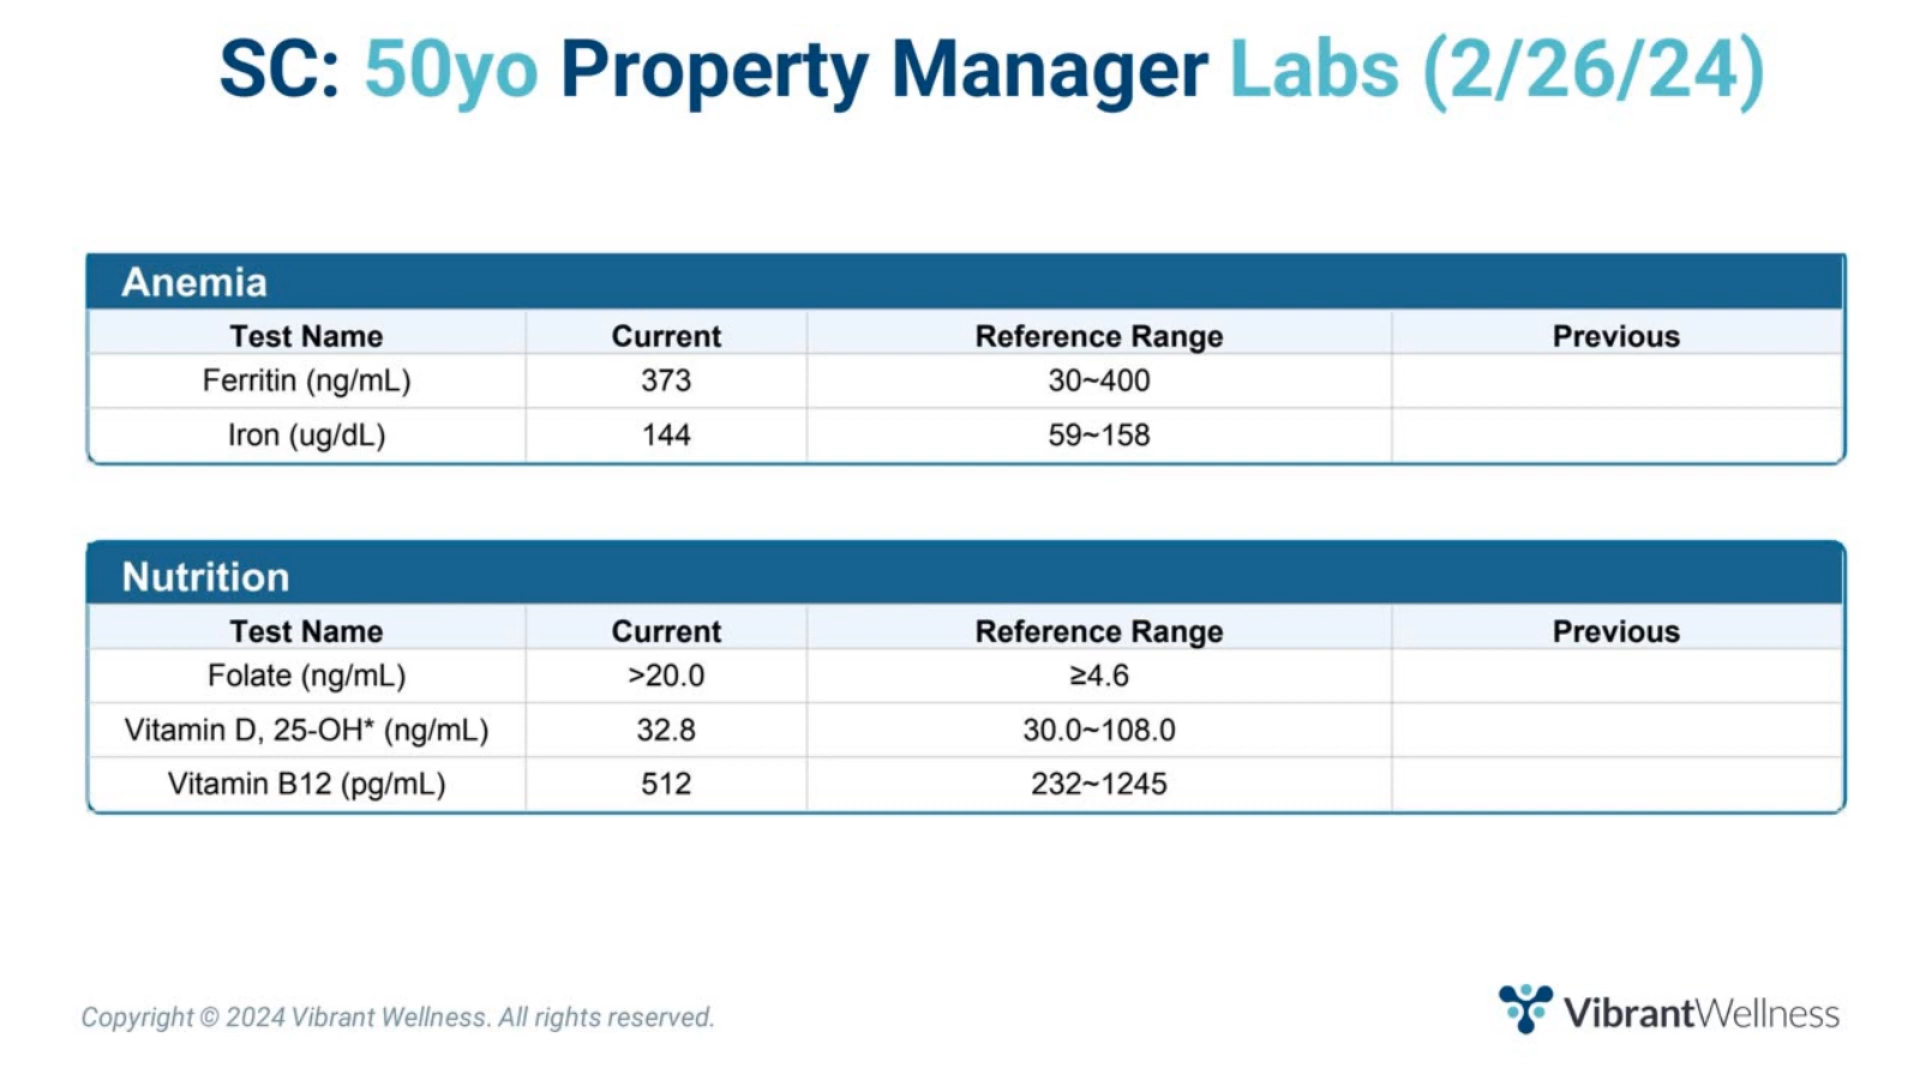 SC: 50yo Property Manager Labs (2/26/24)
Anemia
Test Name Current Reference Range Previous
Ferritin (ng/mL) 373 30~400
Iron (ug/dL) 144 59~158
Nutrition
Test Name Current Reference Range Previous
Folate (ng/mL) >20.0 ≥4.6
Vitamin D, 25-OH* (ng/mL) 32.8 30.0~108.0
Vitamin B12 (pg/mL) 512 232~1245
Copyright © 2024 Vibrant Wellness. All rights reserved.
VibrantWellness